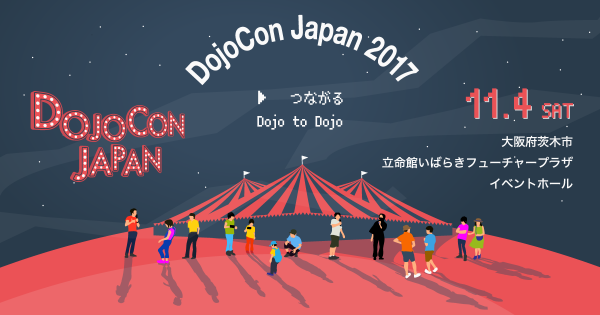 DojoCon Japan 2017
つながる
Dojo to Dojo
DOJOCON
JAPAN
11.4 SAT
大阪府茨木市
立命館いばらきフューチャープラザ
イベントホール